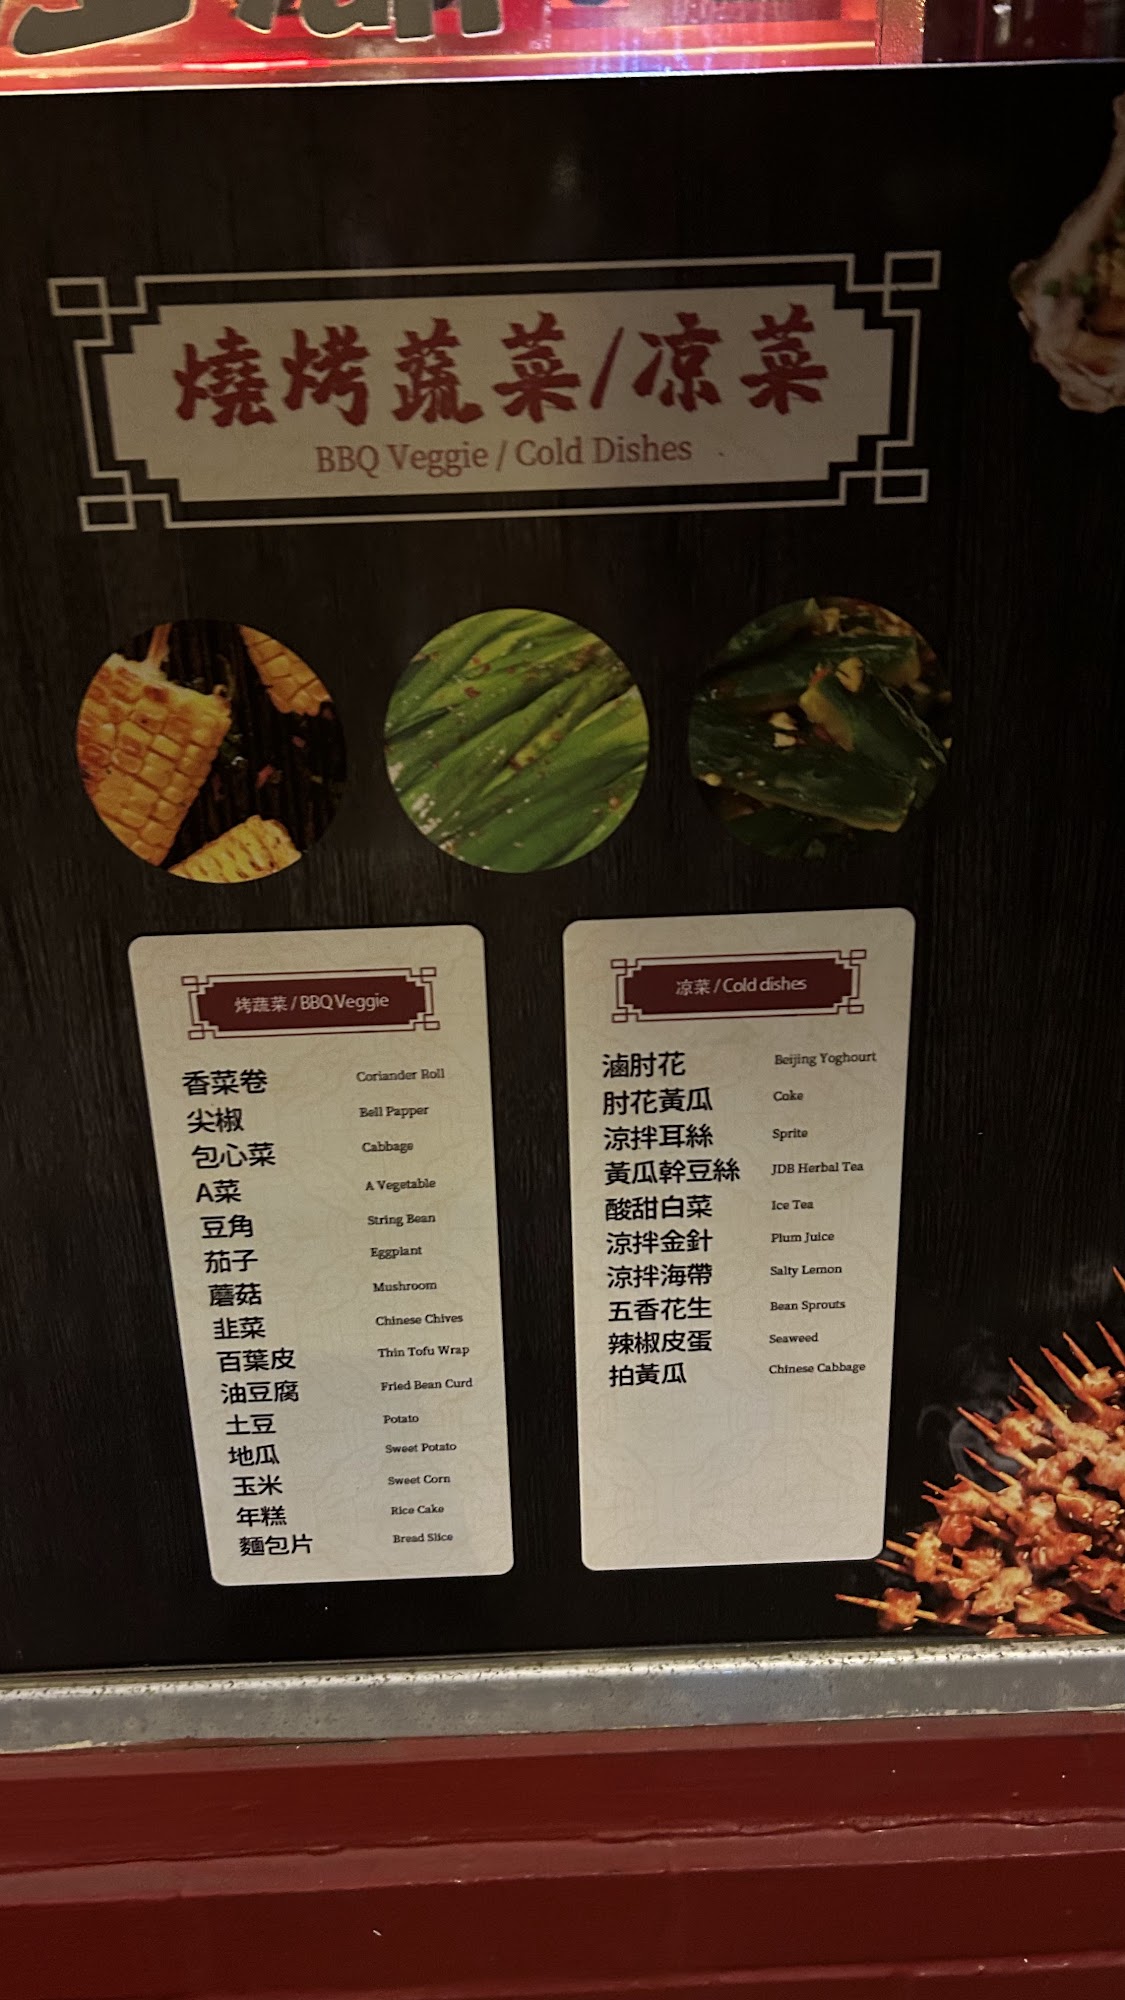 燒烤蔬菜/凉菜
BBQ Veggie / Cold Dishes
烤蔬菜 / BBQ Veggie
香菜卷 Coriander Roll
尖椒 Bell Papper
包心菜 Cabbage
A菜 A Vegetable
豆角 String Bean
茄子 Eggplant
蘑菇 Mushroom
韭菜 Chinese Chives
百葉皮 Thin Tofu Wrap
油豆腐 Fried Bean Curd
土豆 Potato
地瓜 Sweet Potato
玉米 Sweet Corn
年糕 Rice Cake
麵包片 Bread Slice
凉菜 / Cold dishes
滷肘花 Beijing Yoghourt
肘花黃瓜 Coke
涼拌耳絲 Sprite
黃瓜幹豆絲 JDB Herbal Tea
酸甜白菜 Ice Tea
涼拌金針 Plum Juice
涼拌海帶 Salty Lemon
五香花生 Bean Sprouts
辣椒皮蛋 Seaweed
拍黃瓜 Chinese Cabbage